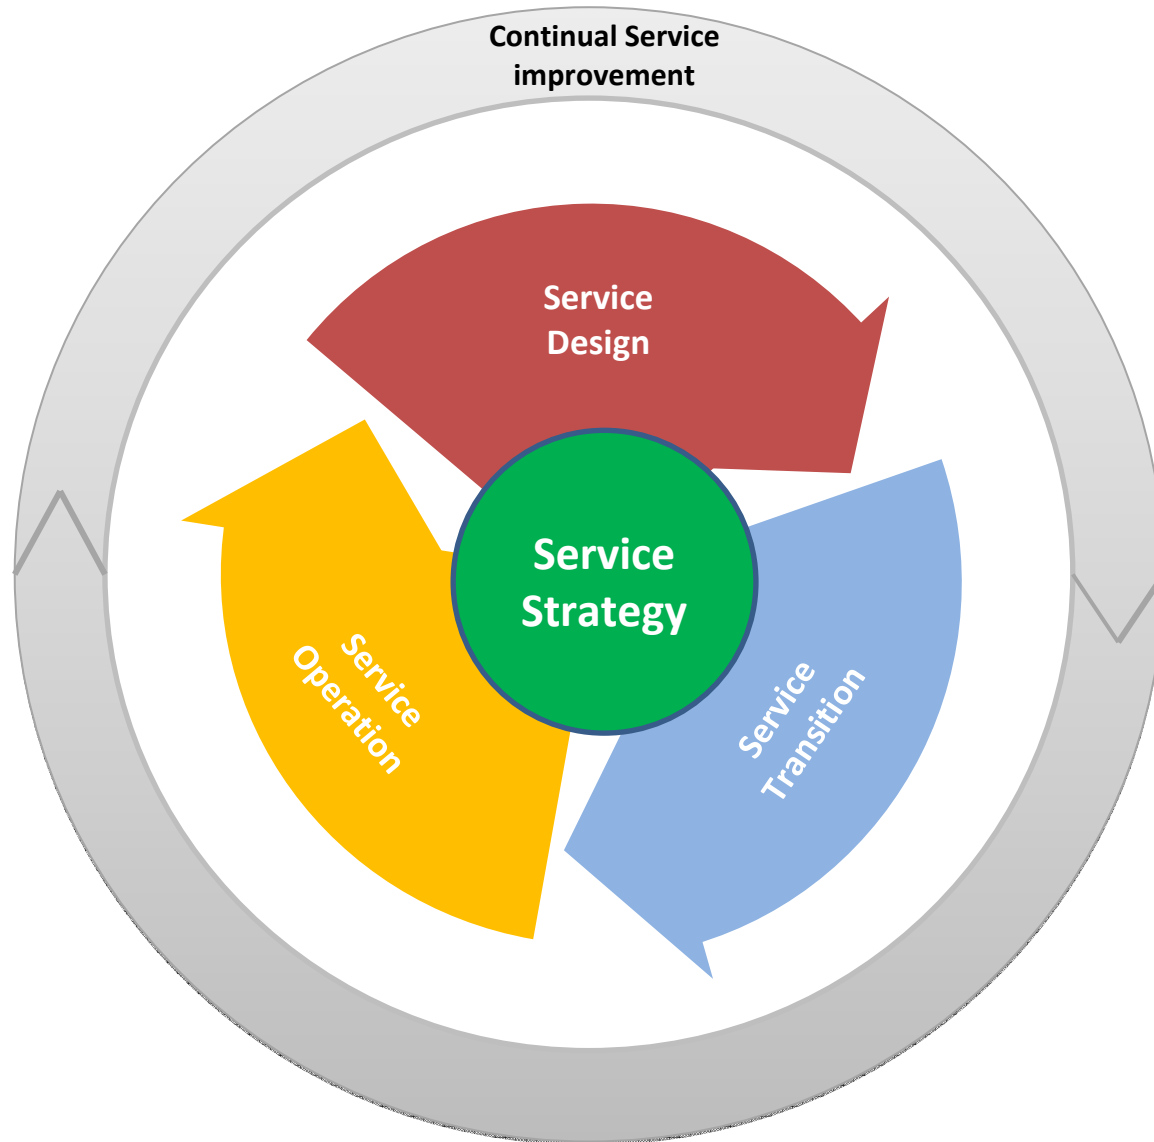 Continual Service
improvement
Service
Design
Service
Strategy
Service
Transition
Service
Operation